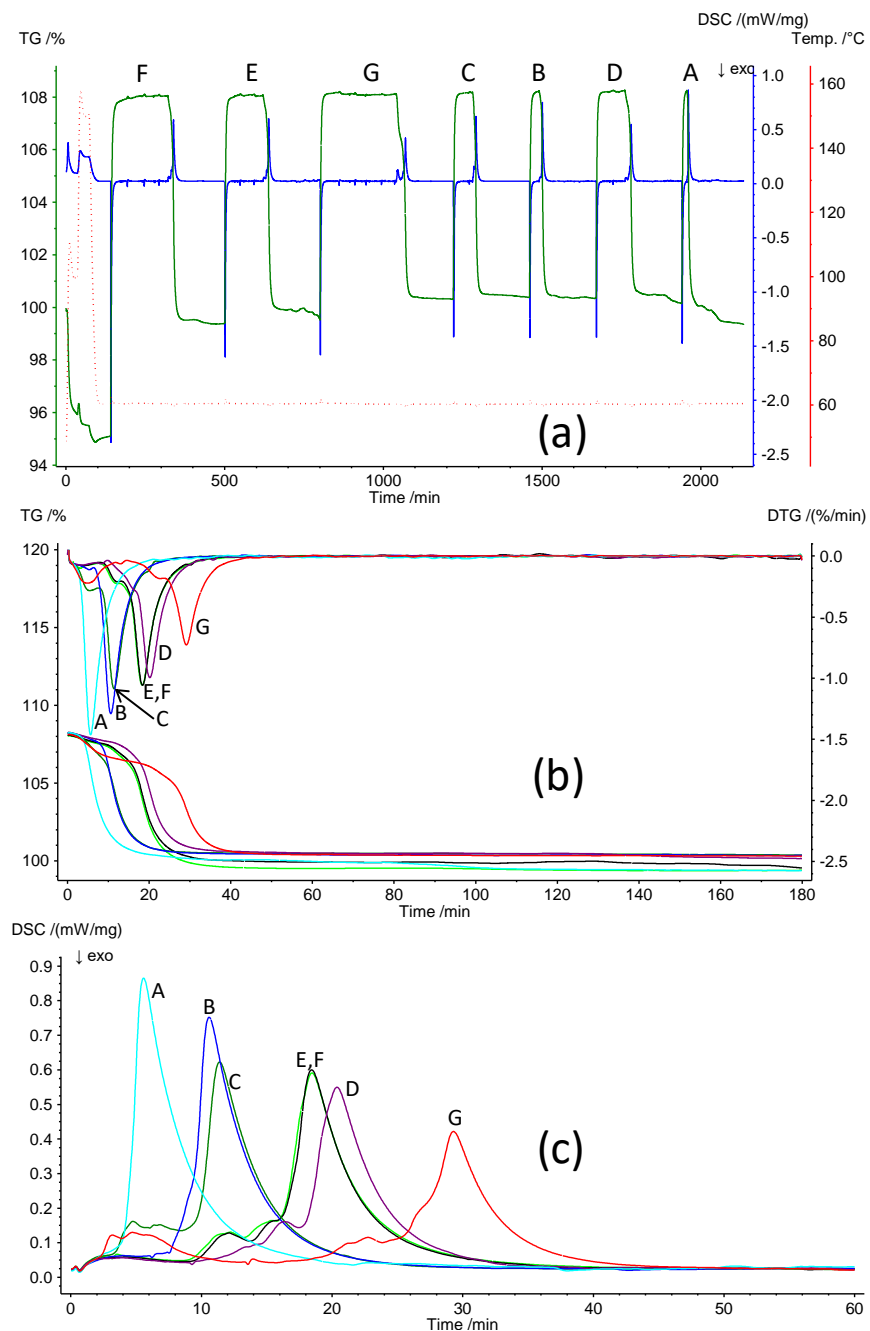 DSC /(mW/mg)
TG /% Temp. /°C
F E G C B D A ↓ exo
108 106 104 102 100 98 96 94
1.0 0.5 0.0 -0.5 -1.0 -1.5 -2.0 -2.5
160 140 120 100 80 60
(a)
0 500 1000 1500 2000
Time /min
TG /% DTG /(%/min)
120 115 110 105 100
0.0 -0.5 -1.0 -1.5 -2.0 -2.5
G
D
E,F
A B C
(b)
0 20 40 60 80 100 120 140 160 180
Time /min
DSC /(mW/mg)
↓ exo
0.9 0.8 0.7 0.6 0.5 0.4 0.3 0.2 0.1 0.0
A
B
E,F
C D
G
(c)
0 10 20 30 40 50 60
Time /min